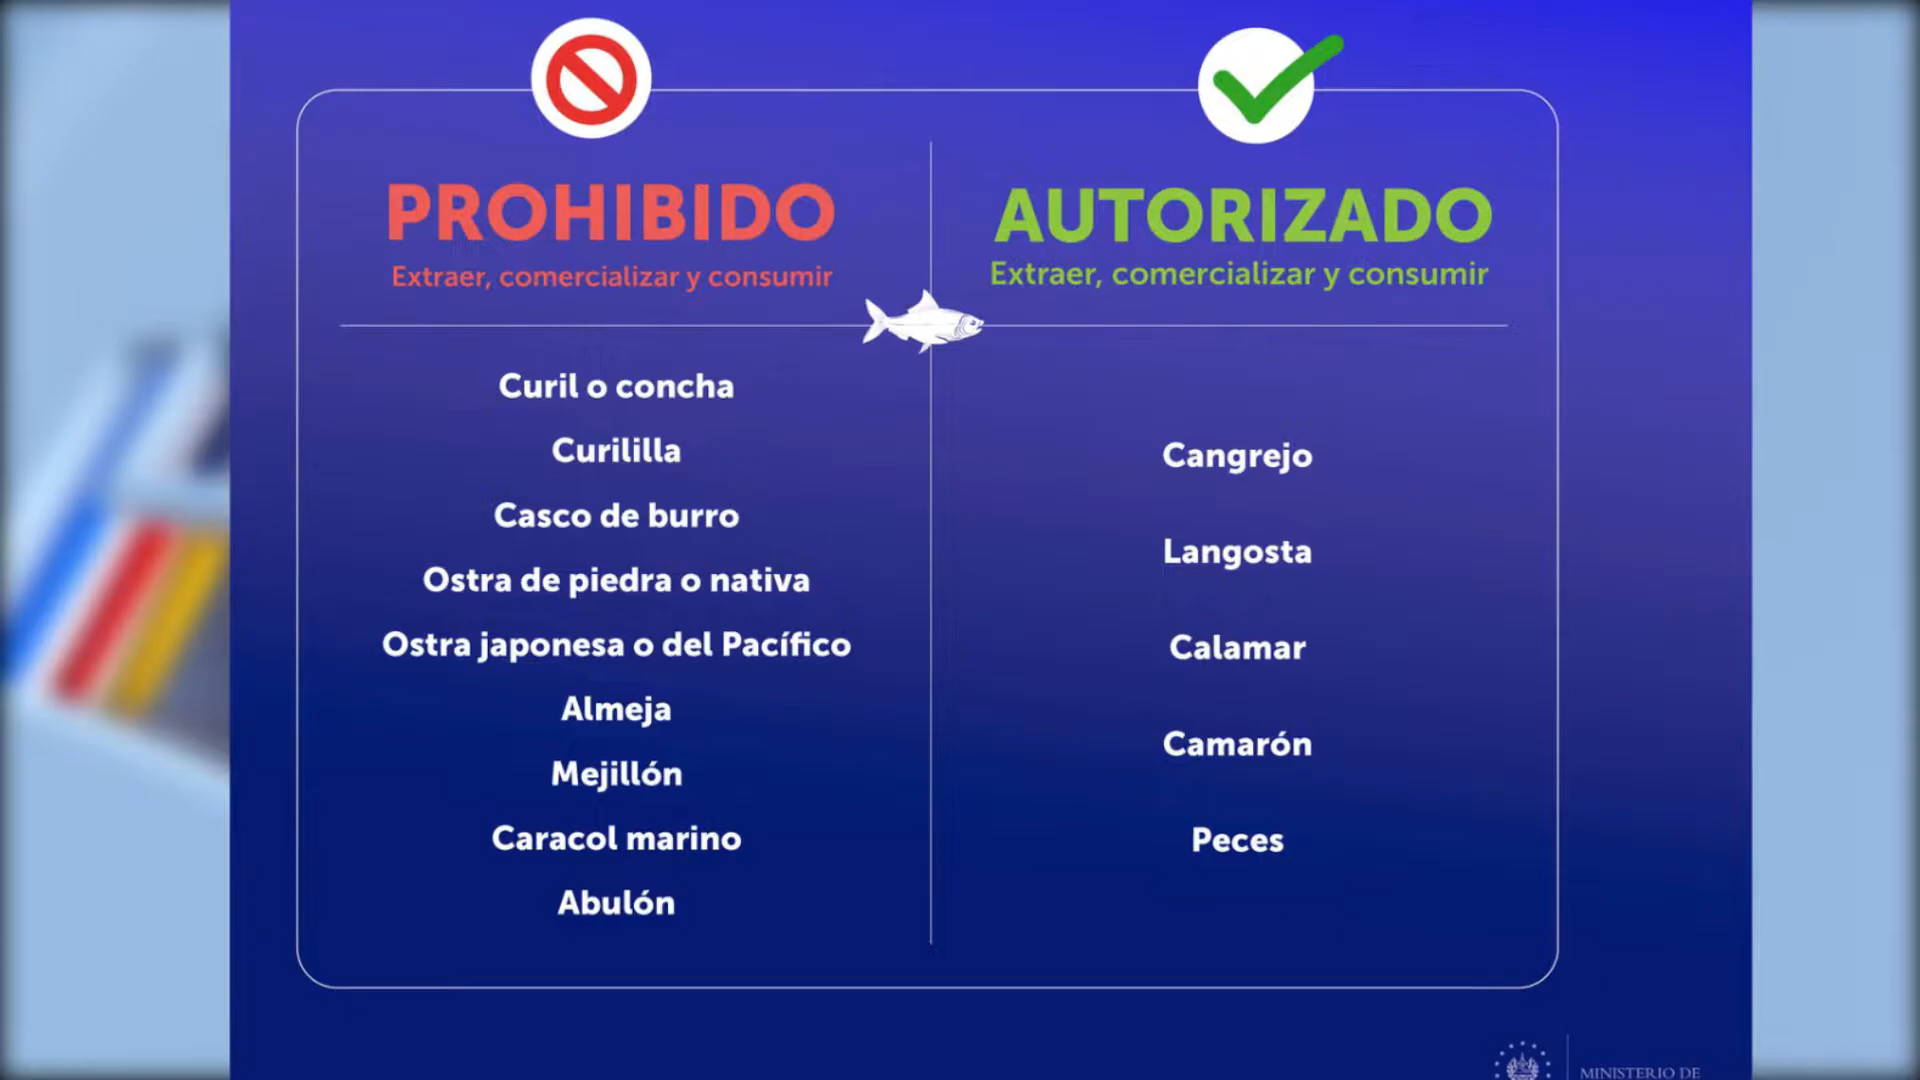 PROHIBIDO
Extraer, comercializar y consumir
Curil o concha
Curililla
Casco de burro
Ostra de piedra o nativa
Ostra japonesa o del Pacífico
Almeja
Mejillón
Caracol marino
Abulón
AUTORIZADO
Extraer, comercializar y consumir
Cangrejo
Langosta
Calamar
Camarón
Peces
MINISTERIO DE